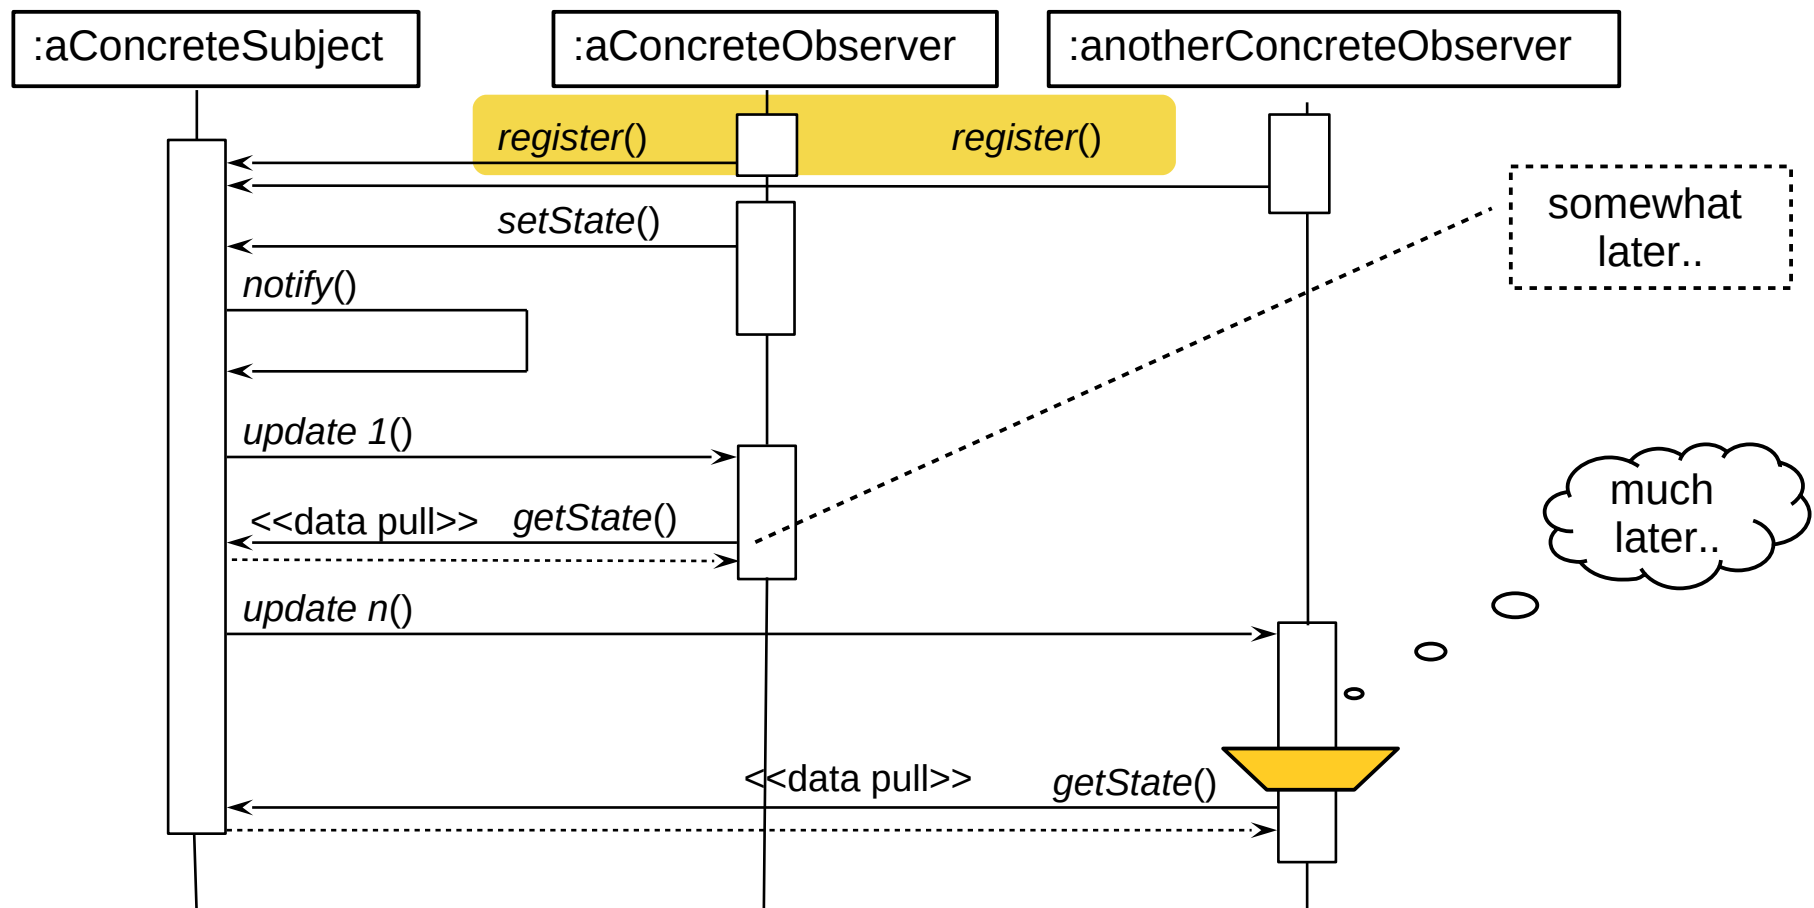 :aConcreteSubject
:aConcreteObserver
:anotherConcreteObserver
register()
register()
somewhat
later..
setState()
notify()
update 1()
<<data pull>>
getState()
much
later..
update n()
<<data pull>>
getState()